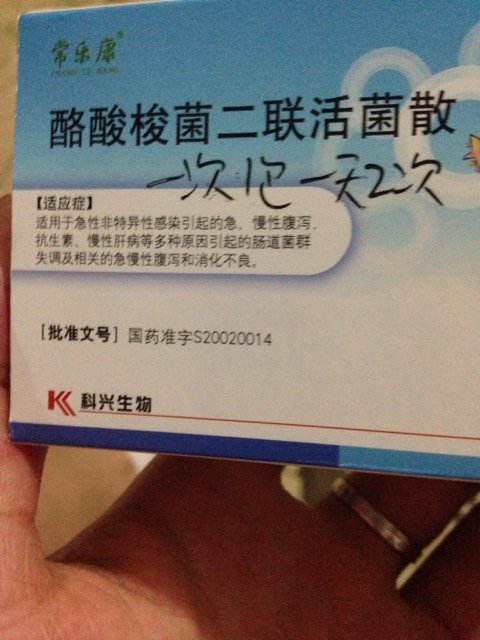 常乐康®
CHANG LE KANG
酪酸梭菌二联活菌散
一次1包一天2次
【适应症】
适用于急性非特异性感染引起的急、慢性腹泻,
抗生素、慢性肝病等多种原因引起的肠道菌群
失调及相关的急慢性腹泻和消化不良。
[批准文号] 国药准字S20020014
科兴生物